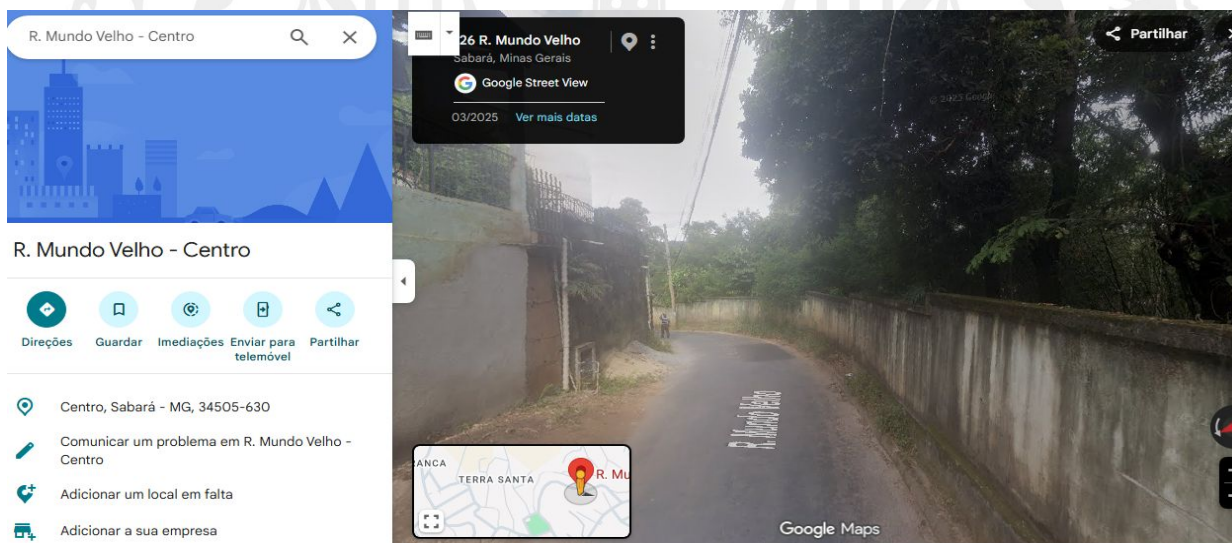 R. Mundo Velho - Centro
R. Mundo Velho - Centro
Direções
Guardar
Imediações
Enviar para
telemóvel
Partilhar
Centro, Sabará - MG, 34505-630
Comunicar um problema em R. Mundo Velho -
Centro
Adicionar um local em falta
Adicionar a sua empresa
26 R. Mundo Velho
Sabará, Minas Gerais
Google Street View
03/2025 Ver mais datas
Partilhar
R. Mundo Velho
TERRA SANTA
R. Mu
Google Maps